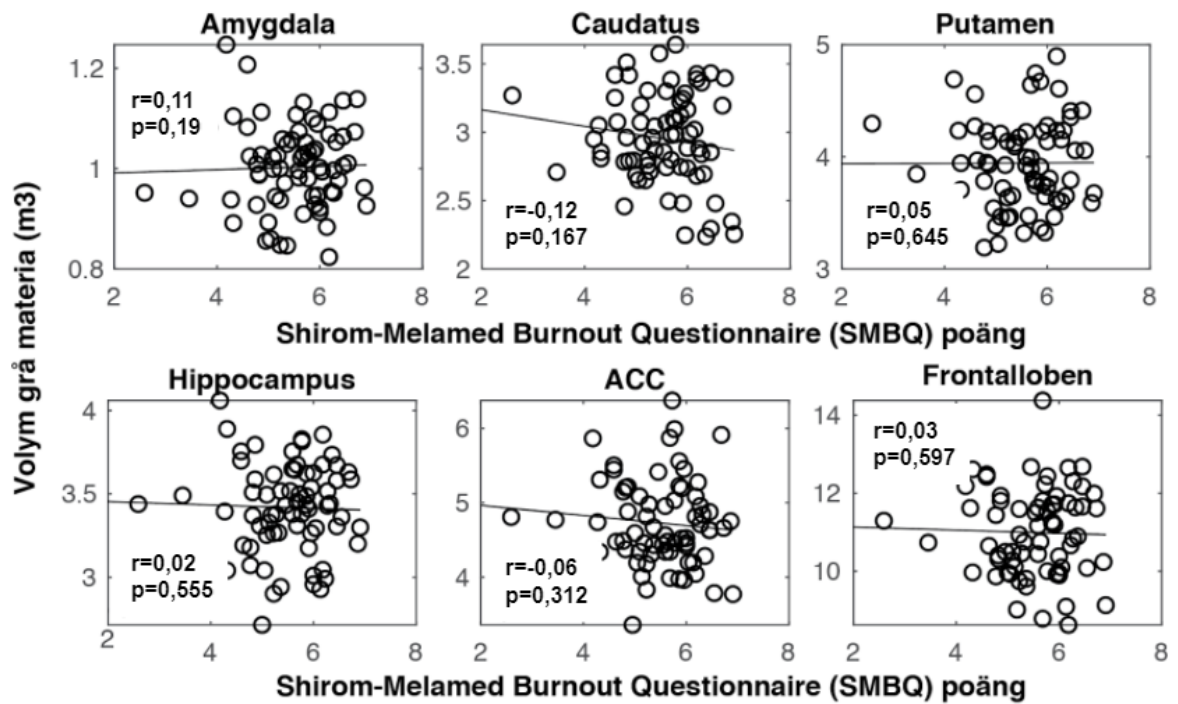 Amygdala
Caudatus
Putamen
Volym grå materia (m3)
1.2
1
0.8
r=0,11
p=0,19
2
4
6
8
3.5
3
2.5
2
r=-0,12
p=0,167
2
4
6
8
5
4
3
r=0,05
p=0,645
2
4
6
8
Shirom-Melamed Burnout Questionnaire (SMBQ) poäng
Hippocampus
ACC
Frontalloben
4
3.5
3
r=0,02
p=0,555
2
4
6
8
6
5
4
r=-0,06
p=0,312
2
4
6
8
14
12
10
r=0,03
p=0,597
2
4
6
8
Shirom-Melamed Burnout Questionnaire (SMBQ) poäng